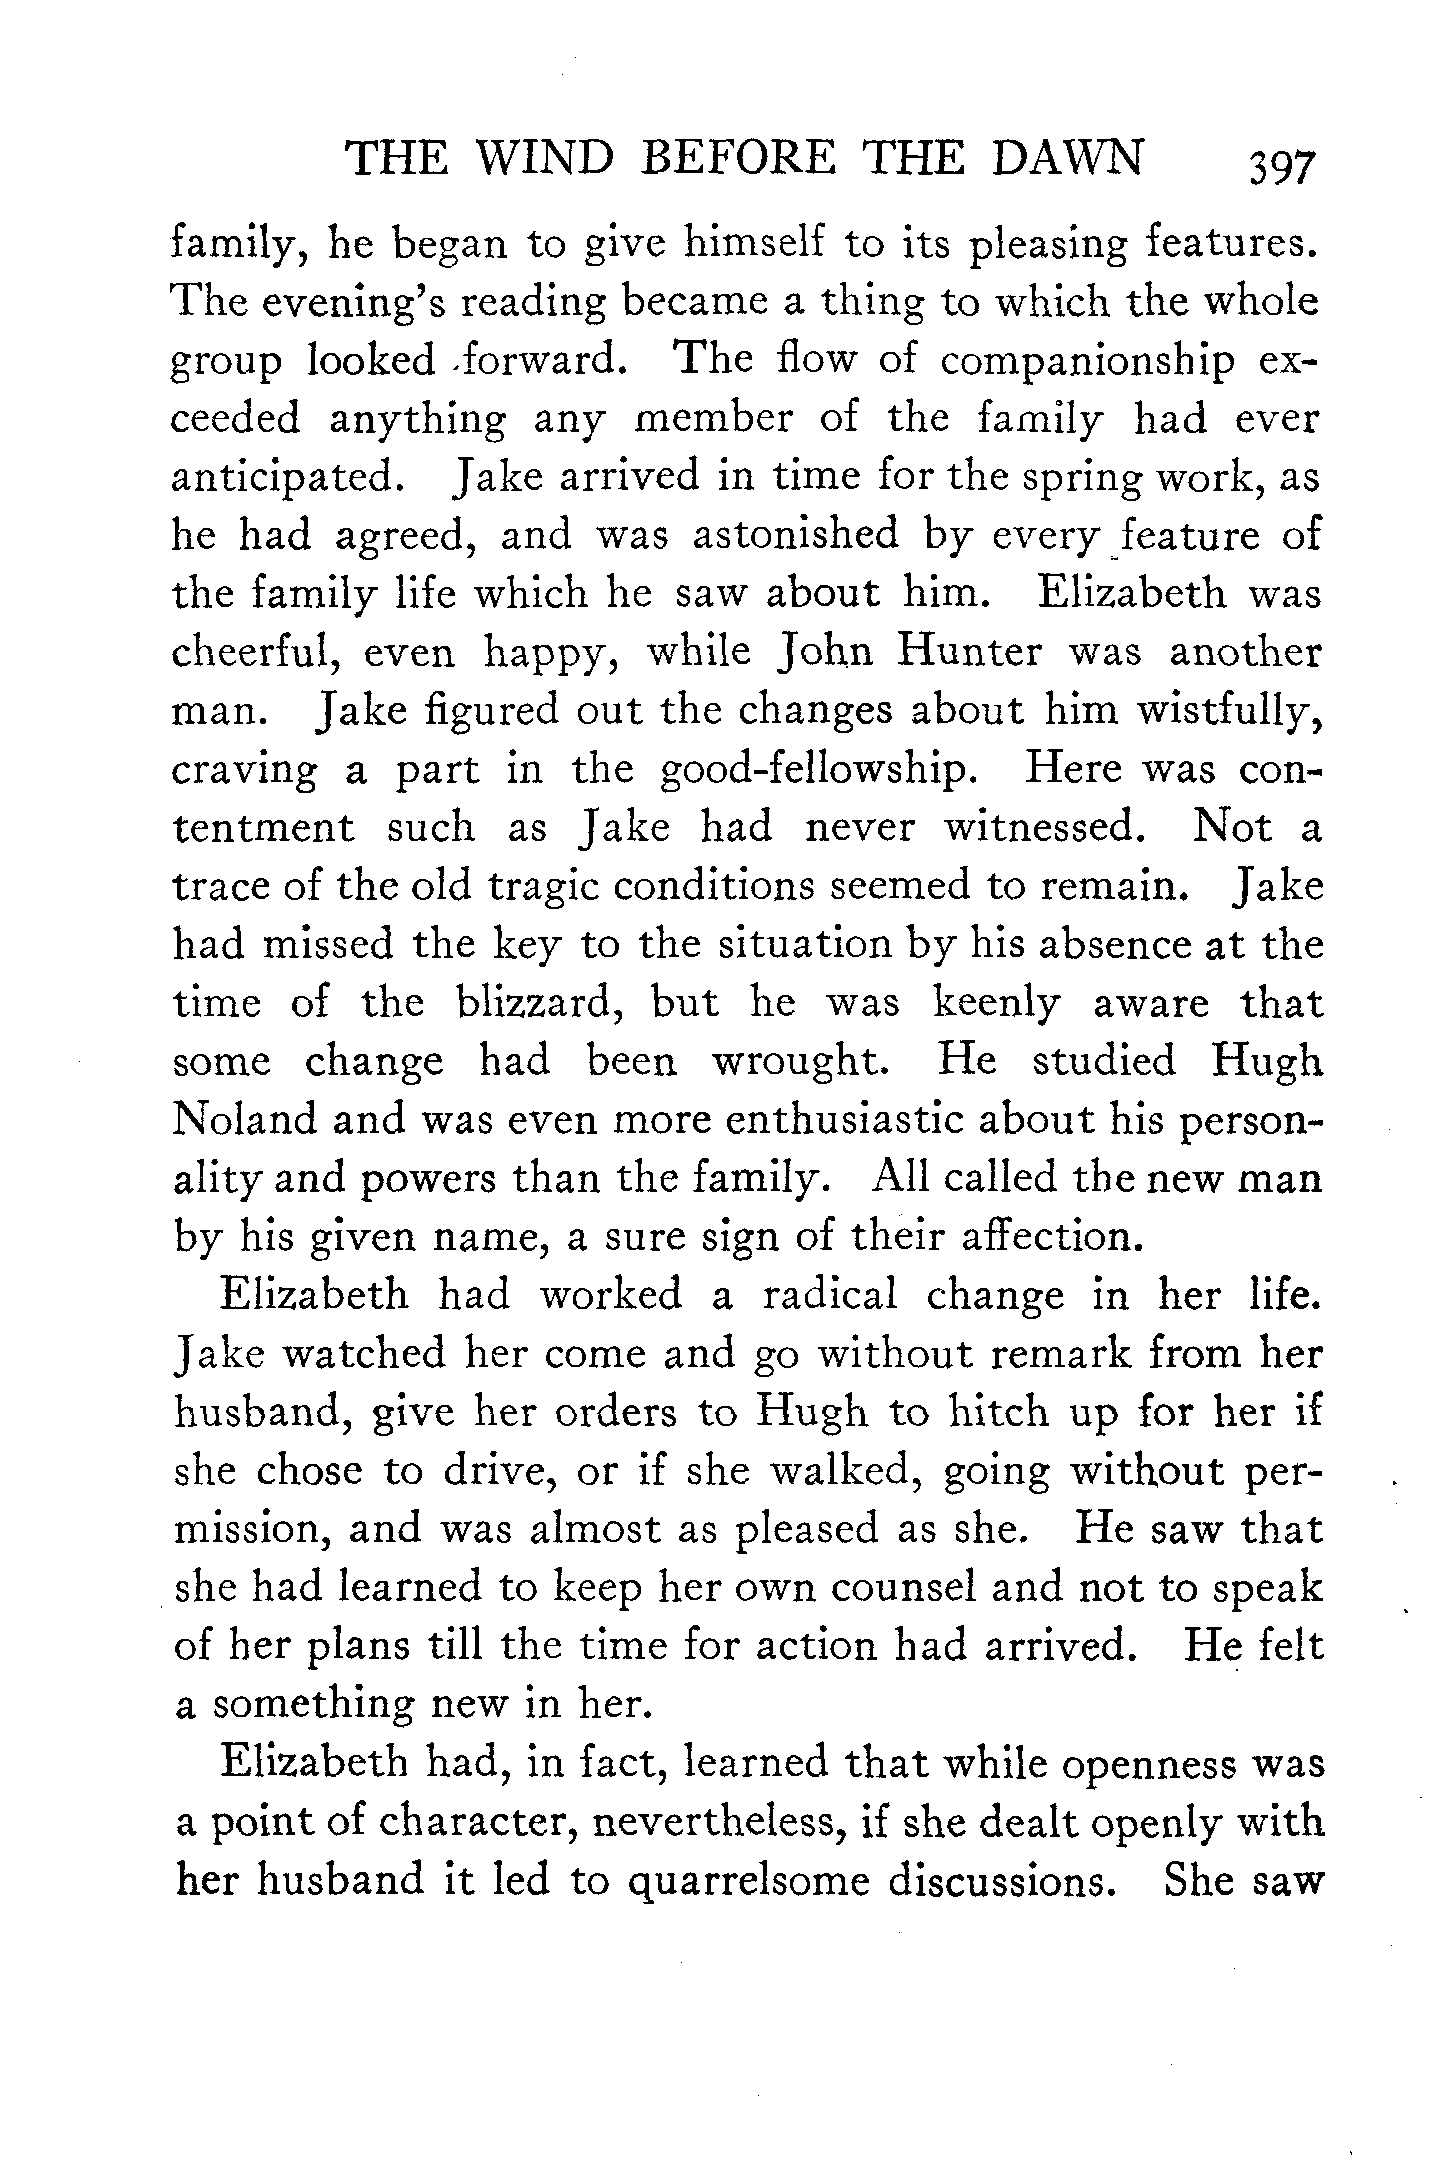 THE WIND BEFORE THE DAWN 397
family, he began to give himself to its pleasing features.
The evening's reading became a thing to which the whole
group looked forward. The flow of companionship ex-
ceeded anything any member of the family had ever
anticipated. Jake arrived in time for the spring work, as
he had agreed, and was astonished by every feature of
the family life which he saw about him. Elizabeth was
cheerful, even happy, while John Hunter was another
man. Jake figured out the changes about him wistfully,
craving a part in the good-fellowship. Here was con-
tentment such as Jake had never witnessed. Not a
trace of the old tragic conditions seemed to remain. Jake
had missed the key to the situation by his absence at the
time of the blizzard, but he was keenly aware that
some change had been wrought. He studied Hugh
Noland and was even more enthusiastic about his person-
ality and powers than the family. All called the new man
by his given name, a sure sign of their affection.
Elizabeth had worked a radical change in her life.
Jake watched her come and go without remark from her
husband, give her orders to Hugh to hitch up for her if
she chose to drive, or if she walked, going without per-
mission, and was almost as pleased as she. He saw that
she had learned to keep her own counsel and not to speak
of her plans till the time for action had arrived. He felt
a something new in her.
Elizabeth had, in fact, learned that while openness was
a point of character, nevertheless, if she dealt openly with
her husband it led to quarrelsome discussions. She saw